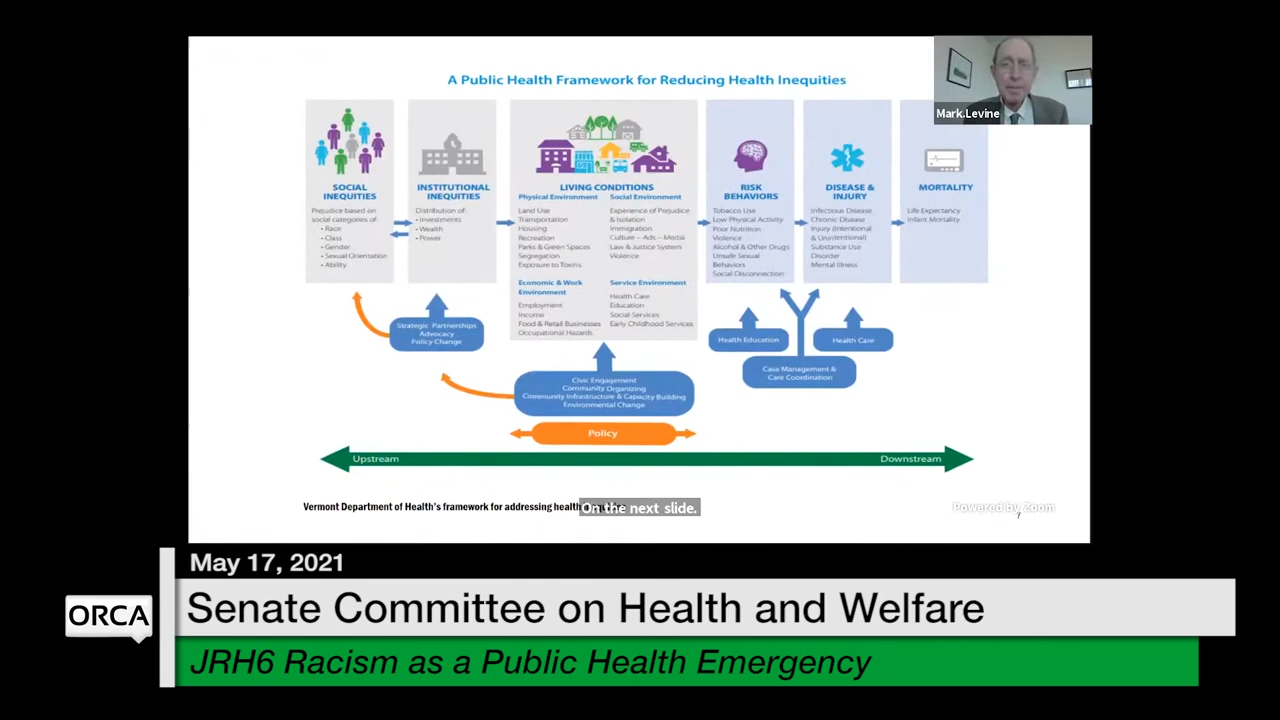 A Public Health Framework for Reducing Health Inequities
Mark.Levine
SOCIAL
INEQUITIES
Prejudice based on
social categories of:
• Race
• Class
• Gender
• Sexual Orientation
• Ability
INSTITUTIONAL
INEQUITIES
Distribution of:
• Investments
• Wealth
• Power
LIVING CONDITIONS
Physical Environment
Land Use
Transportation
Housing
Recreation
Parks & Green Spaces
Segregation
Exposure to Toxins
Social Environment
Experience of Prejudice
& Isolation
Immigration
Culture – Ads – Media
Law & Justice System
Violence
Economic & Work
Environment
Employment
Income
Food & Retail Businesses
Occupational Hazards
Service Environment
Health Care
Education
Social Services
Early Childhood Services
RISK
BEHAVIORS
Tobacco Use
Low Physical Activity
Poor Nutrition
Violence
Alcohol & Other Drugs
Unsafe Sexual
Behaviors
Social Disconnection
DISEASE &
INJURY
Infectious Disease
Chronic Disease
Injury (Intentional
& Unintentional)
Substance Use
Disorder
Mental Illness
MORTALITY
Life Expectancy
Infant Mortality
Strategic Partnerships
Advocacy
Policy Change
Civic Engagement
Community Organizing
Community Infrastructure & Capacity Building
Environmental Change
Health Education
Health Care
Case Management &
Care Coordination
Policy
Upstream
Downstream
Vermont Department of Health's framework for addressing health
On the next slide.
Powered by Zoom
7
May 17, 2021
ORCA
Senate Committee on Health and Welfare
JRH6 Racism as a Public Health Emergency